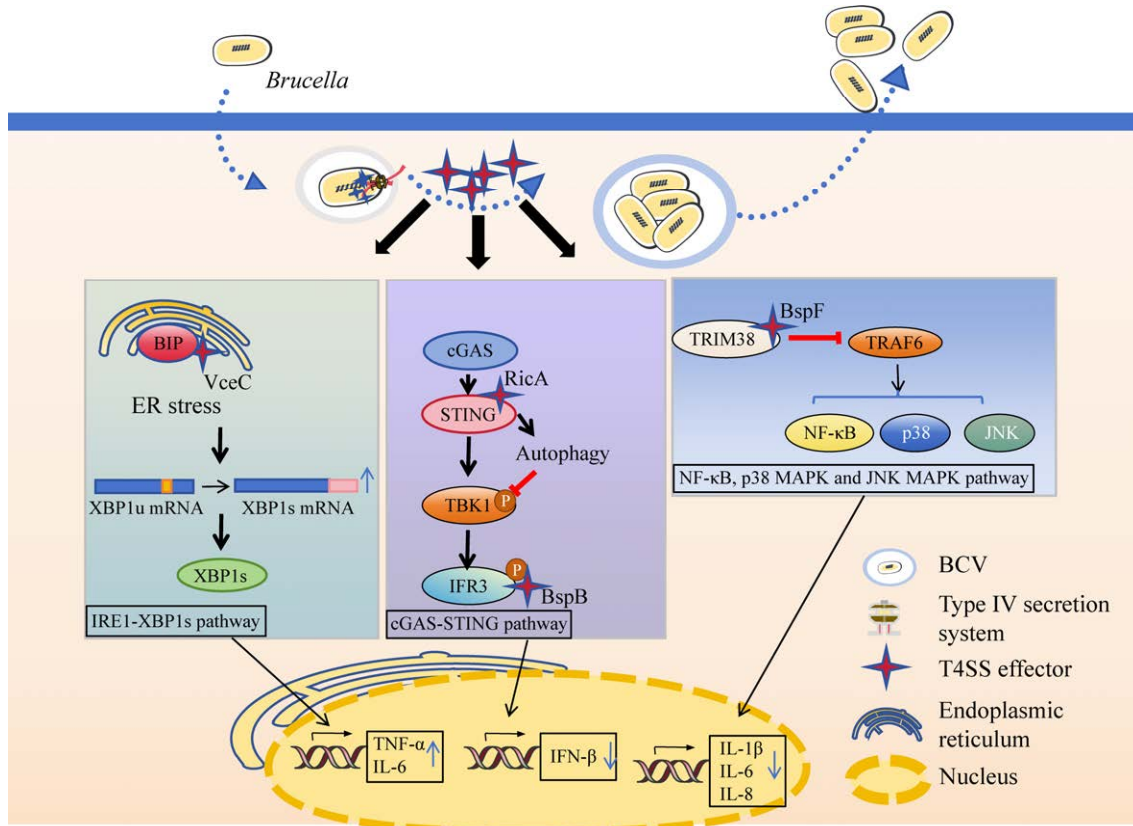 Brucella
BIP
VceC
ER stress
XBP1u mRNA
XBP1s mRNA
XBP1s
IRE1-XBP1s pathway
cGAS
RicA
STING
Autophagy
TBK1
P
P
IFR3
BspB
cGAS-STING pathway
BspF
TRIM38
TRAF6
NF-κB
p38
JNK
NF-κB, p38 MAPK and JNK MAPK pathway
BCV
Type IV secretion
system
T4SS effector
Endoplasmic
reticulum
Nucleus
TNF-α
IL-6
IFN-β
IL-1β
IL-6
IL-8